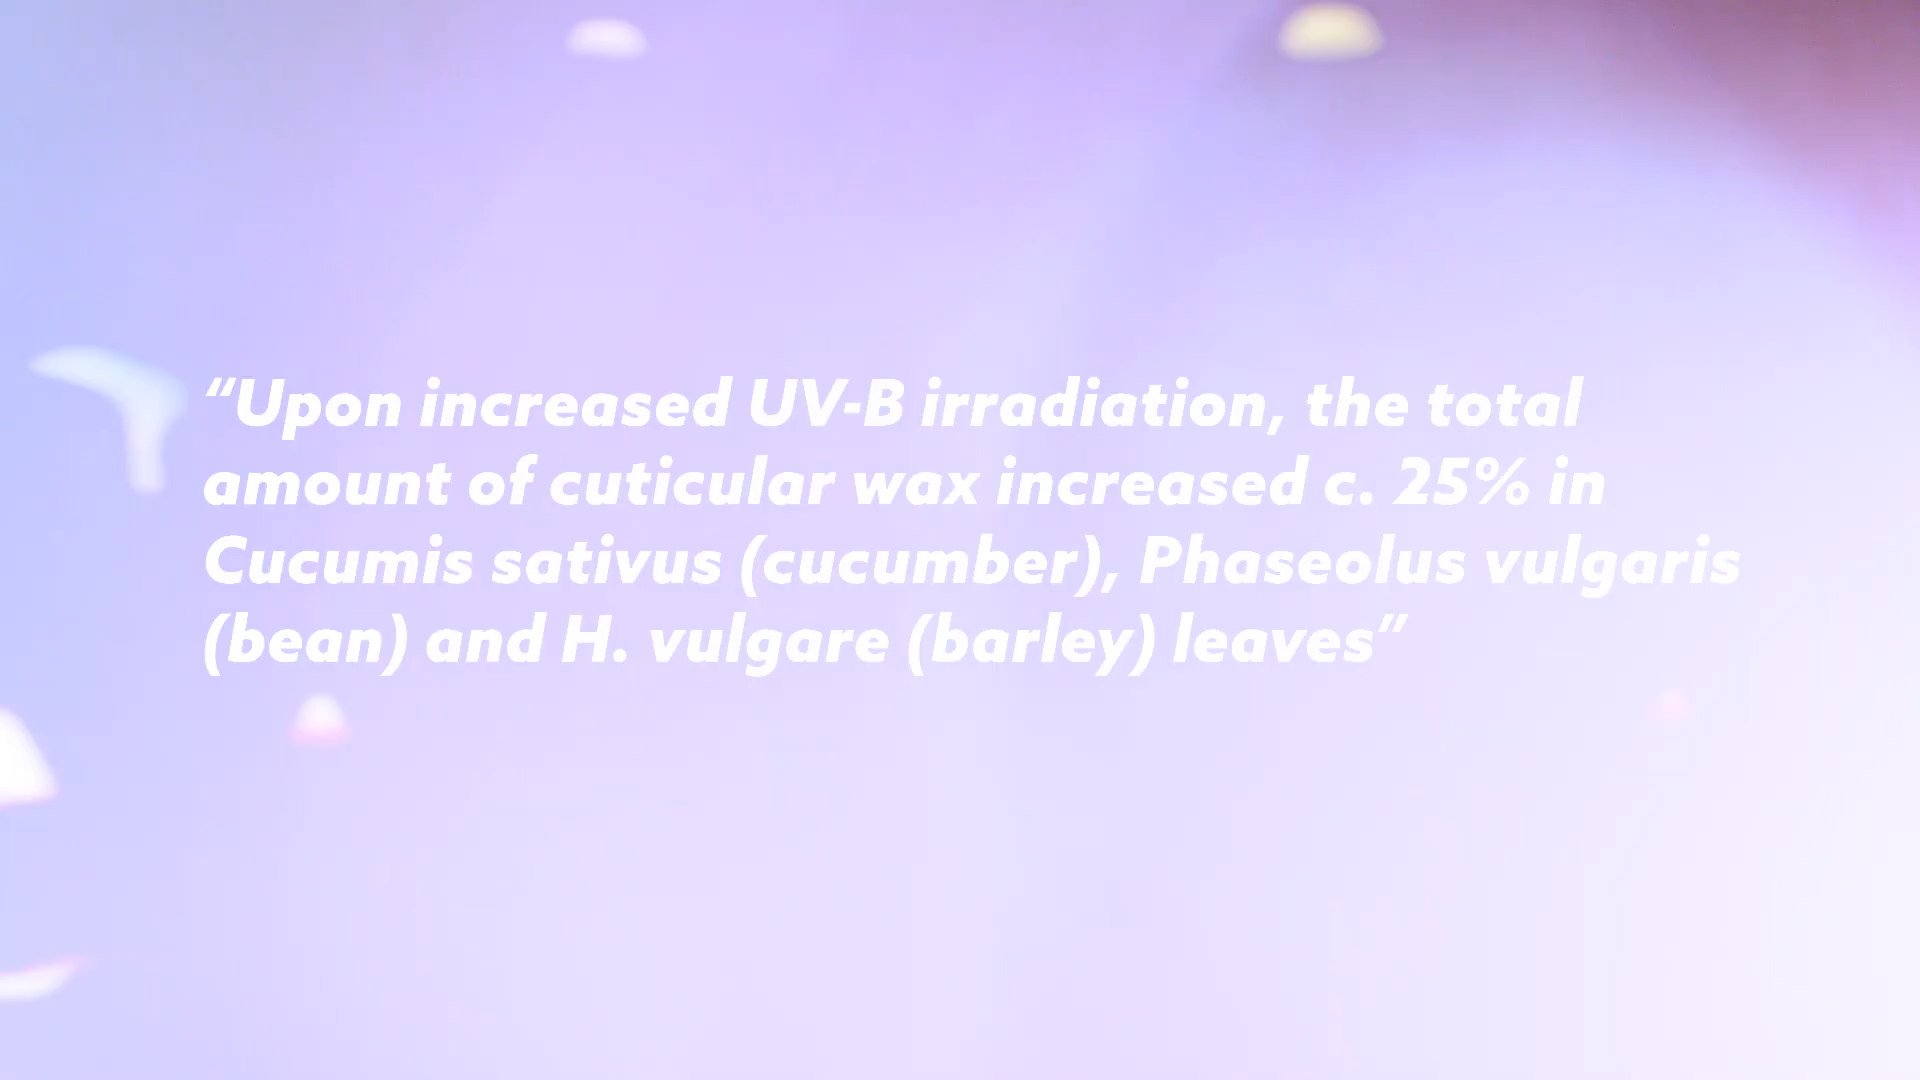 “Upon increased UV-B irradiation, the total
amount of cuticular wax increased c. 25% in
Cucumis sativus (cucumber), Phaseolus vulgaris
(bean) and H. vulgare (barley) leaves”